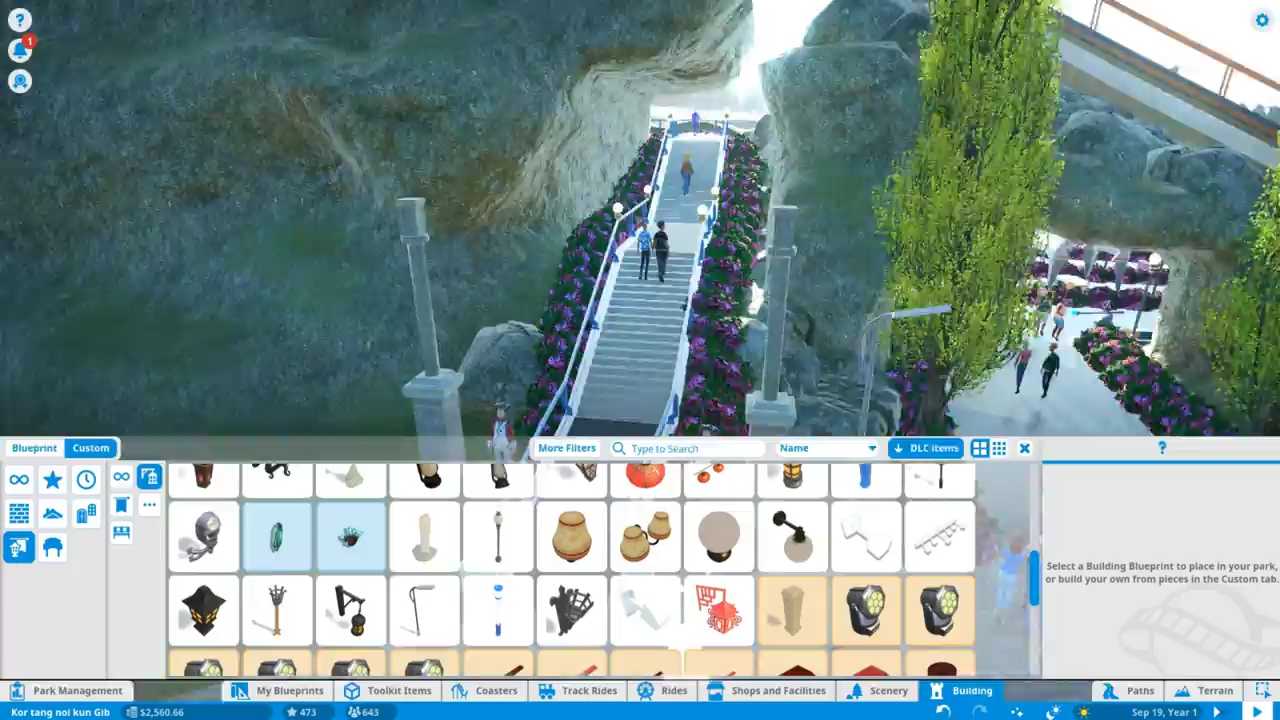 ?
1
Blueprint Custom More Filters Type to Search Name DLC Items ?
Select a Building Blueprint to place in your park,
or build your own from pieces in the Custom tab.
Park Management My Blueprints Toolkit Items Coasters Track Rides Rides Shops and Facilities Scenery Building Paths Terrain
Kor tang noi kun Gib $2,560.66 473 643 Sep 19, Year 1